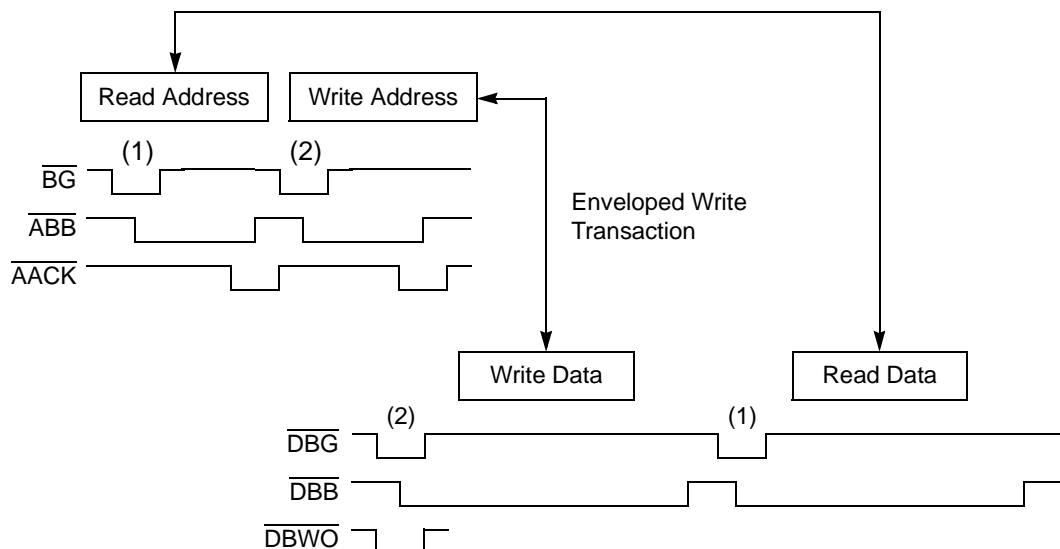 Read Address
Write Address
(1)
(2)
BG
ABB
AACK
Enveloped Write
Transaction
Write Data
Read Data
(2)
(1)
DBG
DBB
DBWO